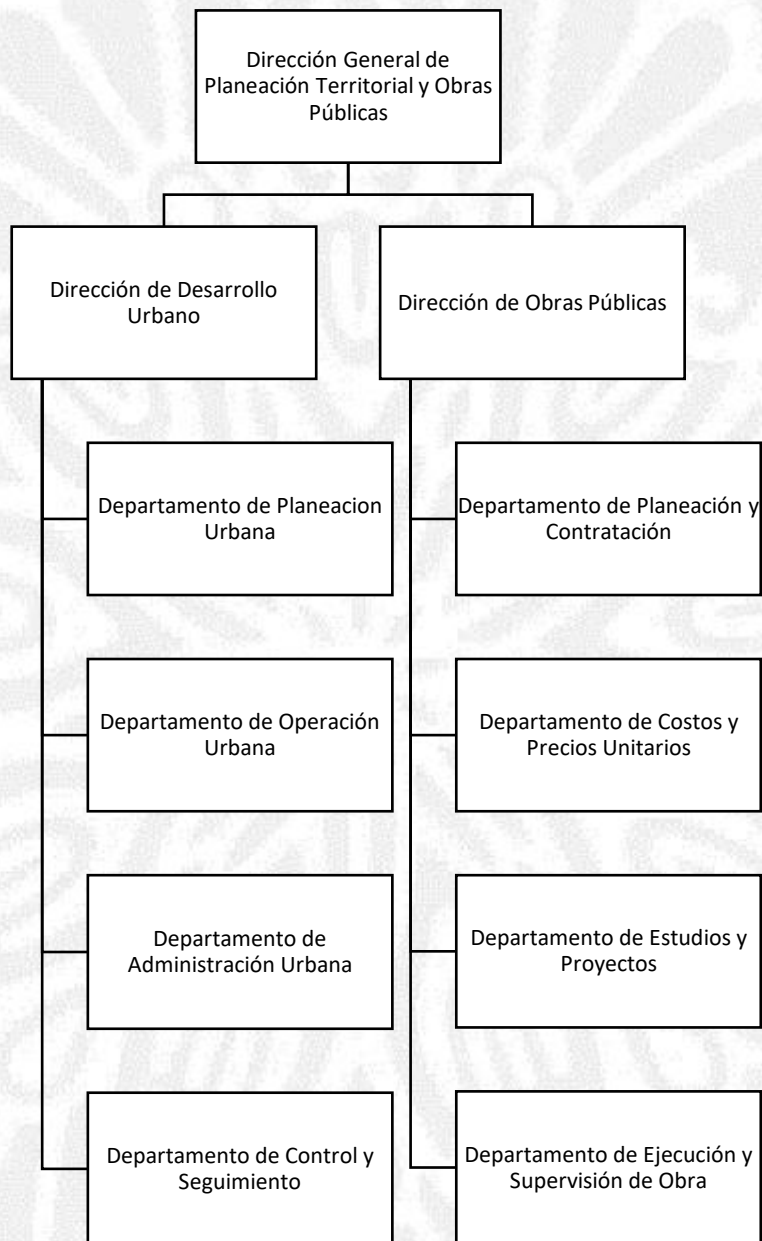 Dirección General de
Planeación Territorial y Obras
Públicas
Dirección de Desarrollo
Urbano
Dirección de Obras Públicas
Departamento de Planeacion
Urbana
Departamento de Planeación y
Contratación
Departamento de Operación
Urbana
Departamento de Costos y
Precios Unitarios
Departamento de
Administración Urbana
Departamento de Estudios y
Proyectos
Departamento de Control y
Seguimiento
Departamento de Ejecución y
Supervisión de Obra